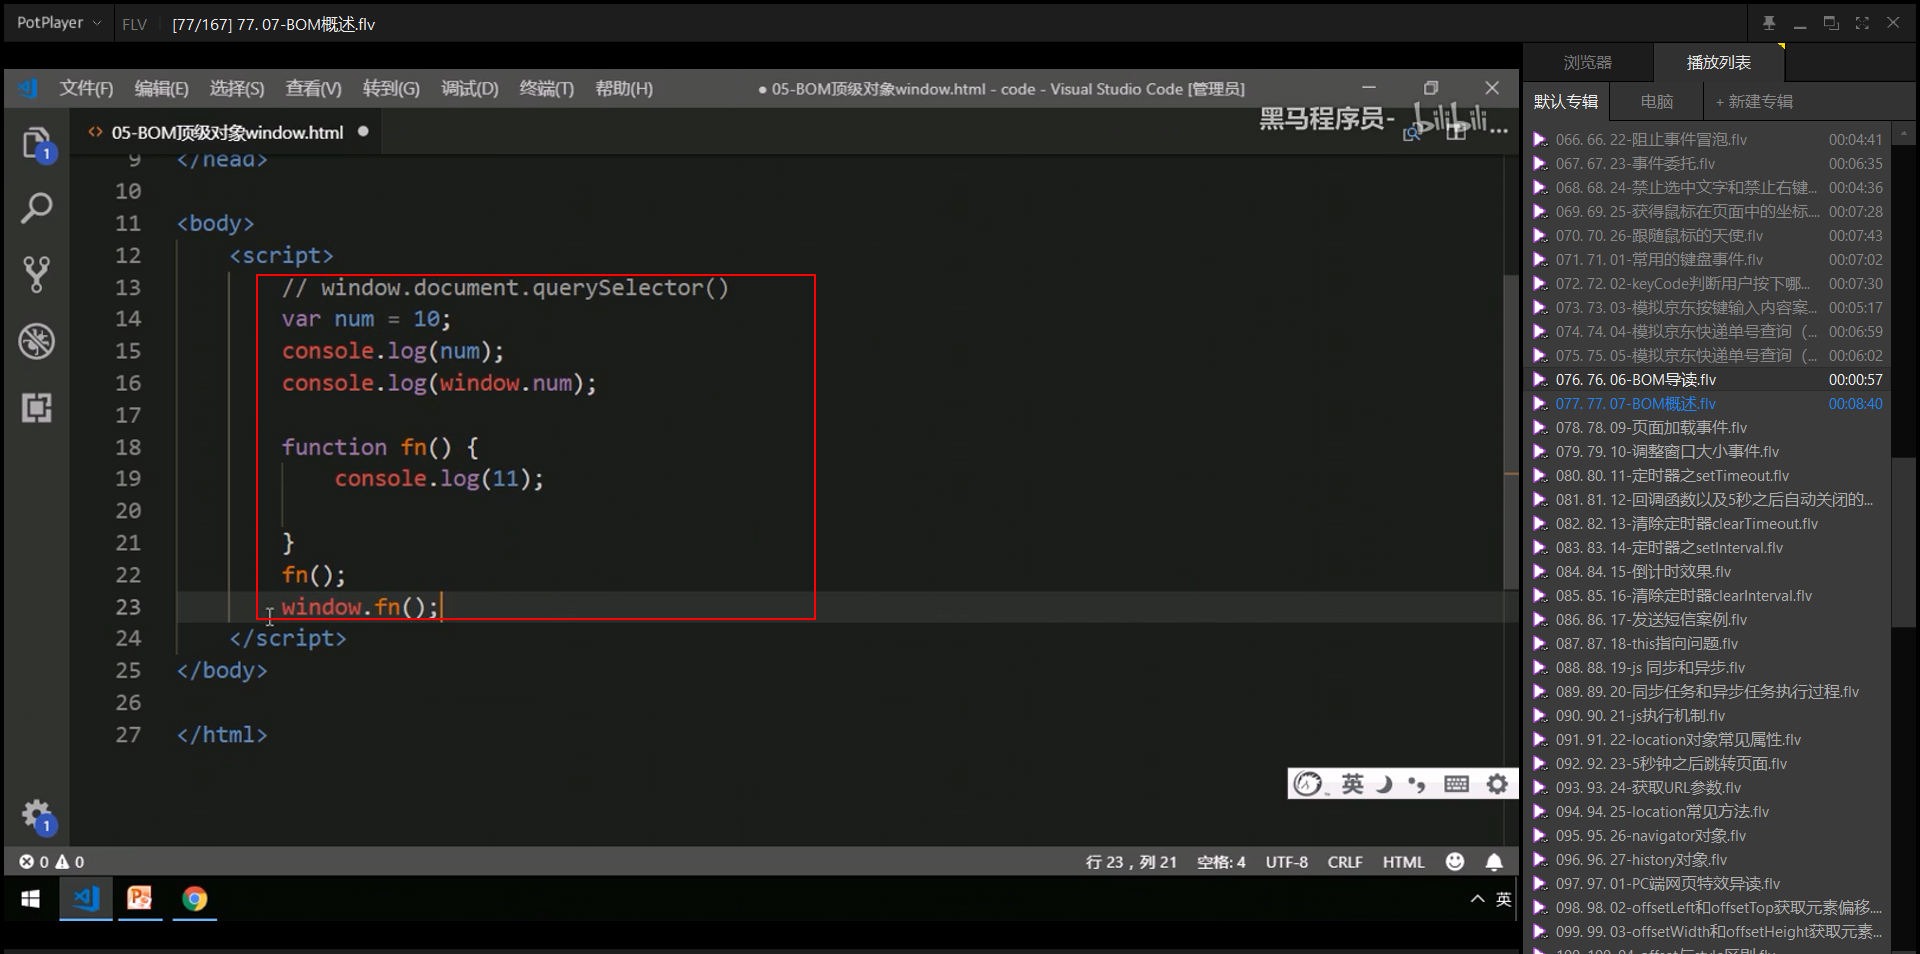 PotPlayer
FLV
[77/167] 77. 07-BOM概述.flv
文件(F) 编辑(E) 选择(S) 查看(V) 转到(G) 调试(D) 终端(T) 帮助(H)
● 05-BOM顶级对象window.html - code - Visual Studio Code [管理员]
<> 05-BOM顶级对象window.html ●
黑马程序员- bilibili
9 </head>
10
11 <body>
12 <script>
13 // window.document.querySelector()
14 var num = 10;
15 console.log(num);
16 console.log(window.num);
17
18 function fn() {
19 console.log(11);
20
21 }
22 fn();
23 window.fn();
24 </script>
25 </body>
26
27 </html>
1
1
英
0 0
行 23，列 21 空格: 4 UTF-8 CRLF HTML
英
浏览器 播放列表
默认专辑 电脑 + 新建专辑
066. 66. 22-阻止事件冒泡.flv 00:04:41
067. 67. 23-事件委托.flv 00:06:35
068. 68. 24-禁止选中文字和禁止右键... 00:04:36
069. 69. 25-获得鼠标在页面中的坐标.... 00:07:28
070. 70. 26-跟随鼠标的天使.flv 00:07:43
071. 71. 01-常用的键盘事件.flv 00:07:02
072. 72. 02-keyCode判断用户按下哪... 00:07:30
073. 73. 03-模拟京东按键输入内容案... 00:05:17
074. 74. 04-模拟京东快递单号查询（... 00:06:59
075. 75. 05-模拟京东快递单号查询（... 00:06:02
076. 76. 06-BOM导读.flv 00:00:57
077. 77. 07-BOM概述.flv 00:08:40
078. 78. 09-页面加载事件.flv
079. 79. 10-调整窗口大小事件.flv
080. 80. 11-定时器之setTimeout.flv
081. 81. 12-回调函数以及5秒之后自动关闭的...
082. 82. 13-清除定时器clearTimeout.flv
083. 83. 14-定时器之setInterval.flv
084. 84. 15-倒计时效果.flv
085. 85. 16-清除定时器clearInterval.flv
086. 86. 17-发送短信案例.flv
087. 87. 18-this指向问题.flv
088. 88. 19-js 同步和异步.flv
089. 89. 20-同步任务和异步任务执行过程.flv
090. 90. 21-js执行机制.flv
091. 91. 22-location对象常见属性.flv
092. 92. 23-5秒钟之后跳转页面.flv
093. 93. 24-获取URL参数.flv
094. 94. 25-location常见方法.flv
095. 95. 26-navigator对象.flv
096. 96. 27-history对象.flv
097. 97. 01-PC端网页特效导读.flv
098. 98. 02-offsetLeft和offsetTop获取元素偏移....
099. 99. 03-offsetWidth和offsetHeight获取元素...